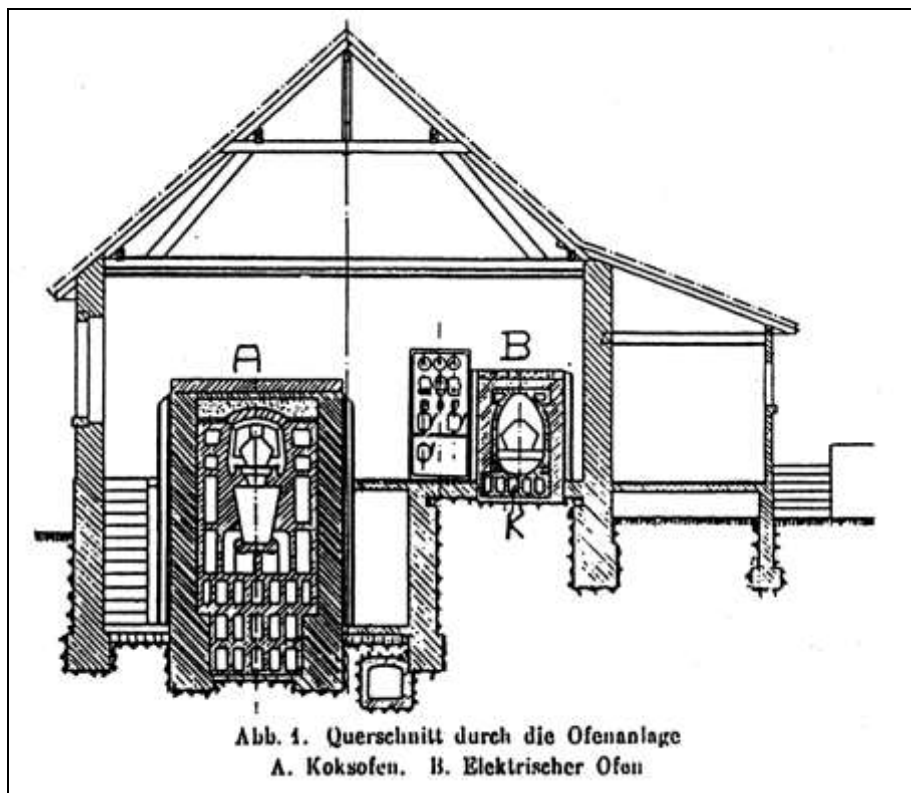 A
B
K
Abb. 1. Querschnitt durch die Ofenanlage
A. Koksofen. B. Elektrischer Ofen